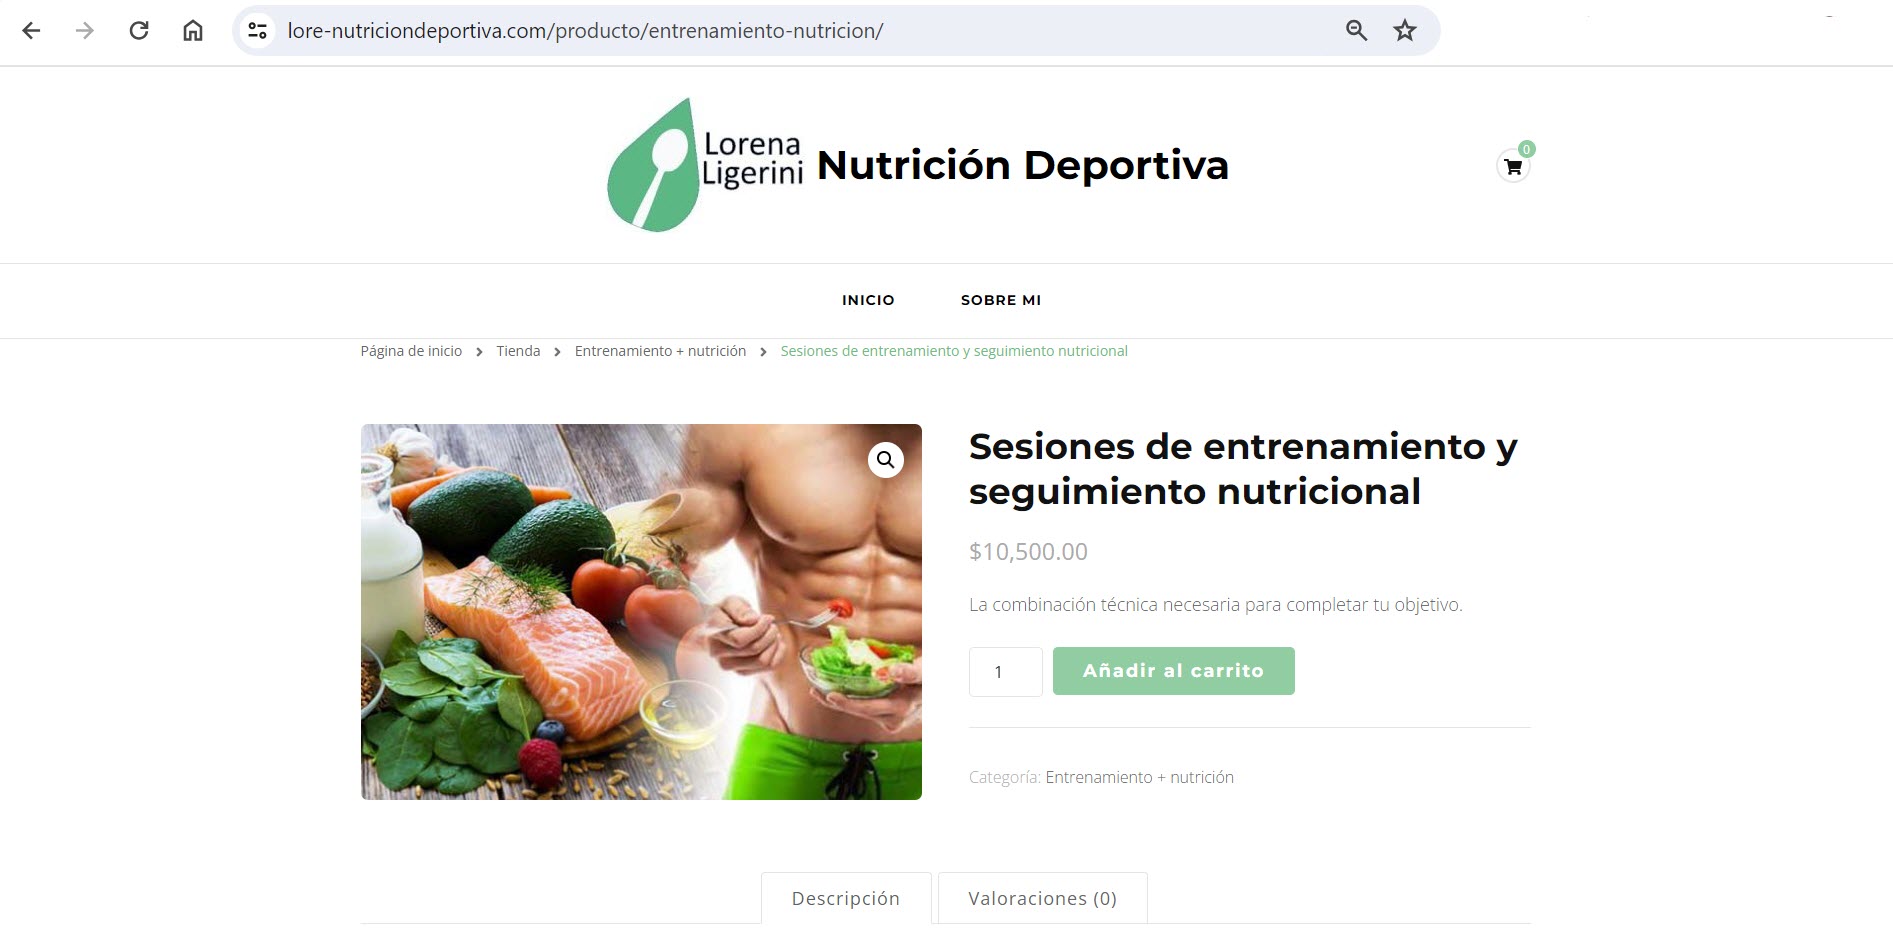 lore-nutriciondeportiva.com/producto/entrenamiento-nutricion/
Lorena
Ligerini
Nutrición Deportiva
0
INICIO SOBRE MI
Página de inicio > Tienda > Entrenamiento + nutrición > Sesiones de entrenamiento y seguimiento nutricional
Sesiones de entrenamiento y
seguimiento nutricional
$10,500.00
La combinación técnica necesaria para completar tu objetivo.
1 Añadir al carrito
Categoría: Entrenamiento + nutrición
Descripción Valoraciones (0)